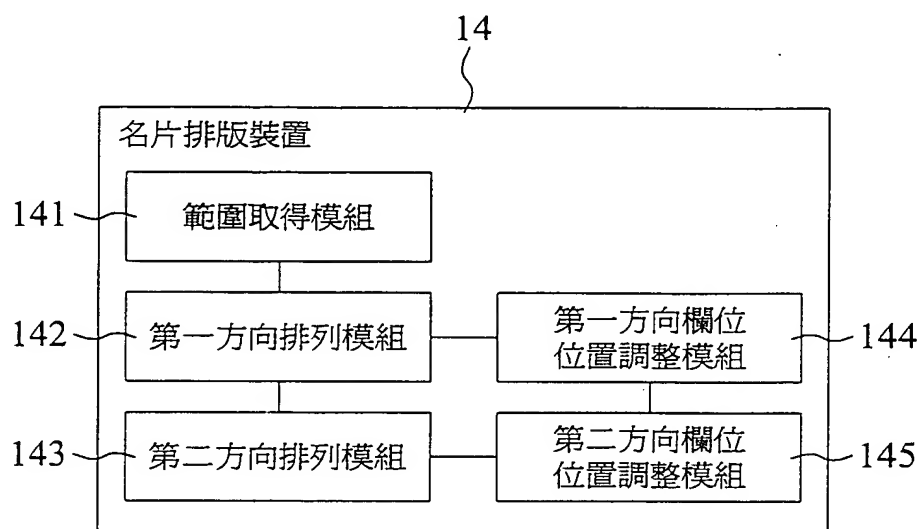 14
名片排版裝置
141
範圍取得模組
142
第一方向排列模組
第一方向欄位
位置調整模組
144
143
第二方向排列模組
第二方向欄位
位置調整模組
145